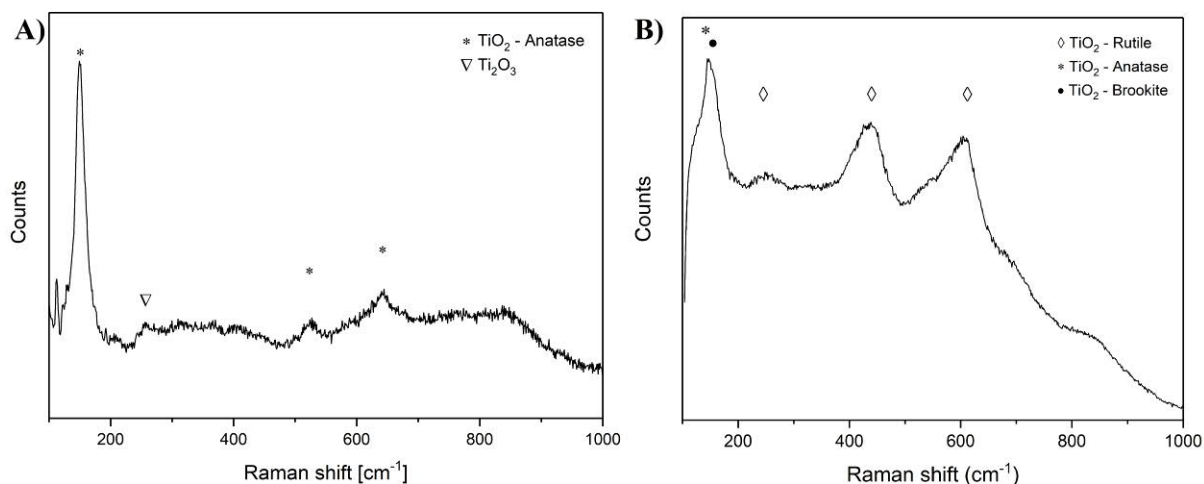 A)
* TiO₂ - Anatase
∇ Ti₂O₃
*
∇
*
*
Counts
200 400 600 800 1000
Raman shift [cm⁻¹]
B)
◊ TiO₂ - Rutile
* TiO₂ - Anatase
● TiO₂ - Brookite
*
●
◊ ◊ ◊
Counts
200 400 600 800 1000
Raman shift (cm⁻¹)